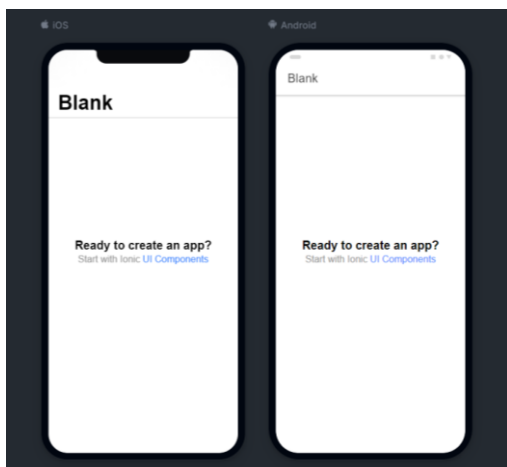 iOS
Android
Blank
Ready to create an app?
Start with Ionic UI Components
Blank
Ready to create an app?
Start with Ionic UI Components